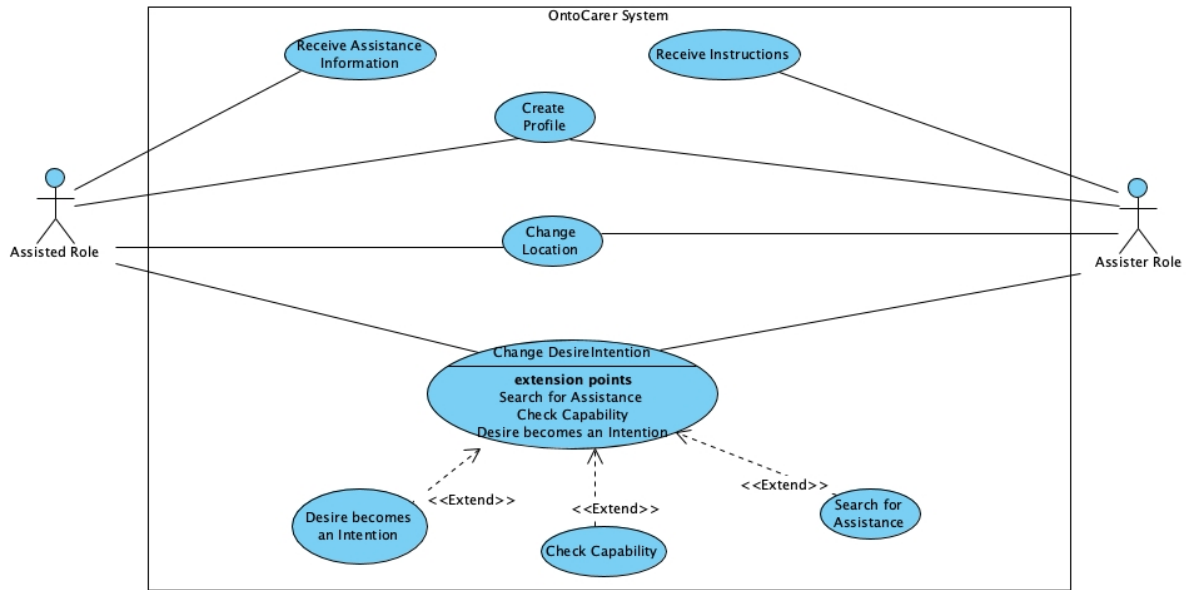 OntoCarer System
Receive Assistance
Information
Receive Instructions
Create
Profile
Change
Location
Assisted Role
Assister Role
Change DesireIntention
extension points
Search for Assistance
Check Capability
Desire becomes an Intention
<<Extend>>
<<Extend>>
<<Extend>>
Desire becomes
an Intention
Check Capability
Search for
Assistance